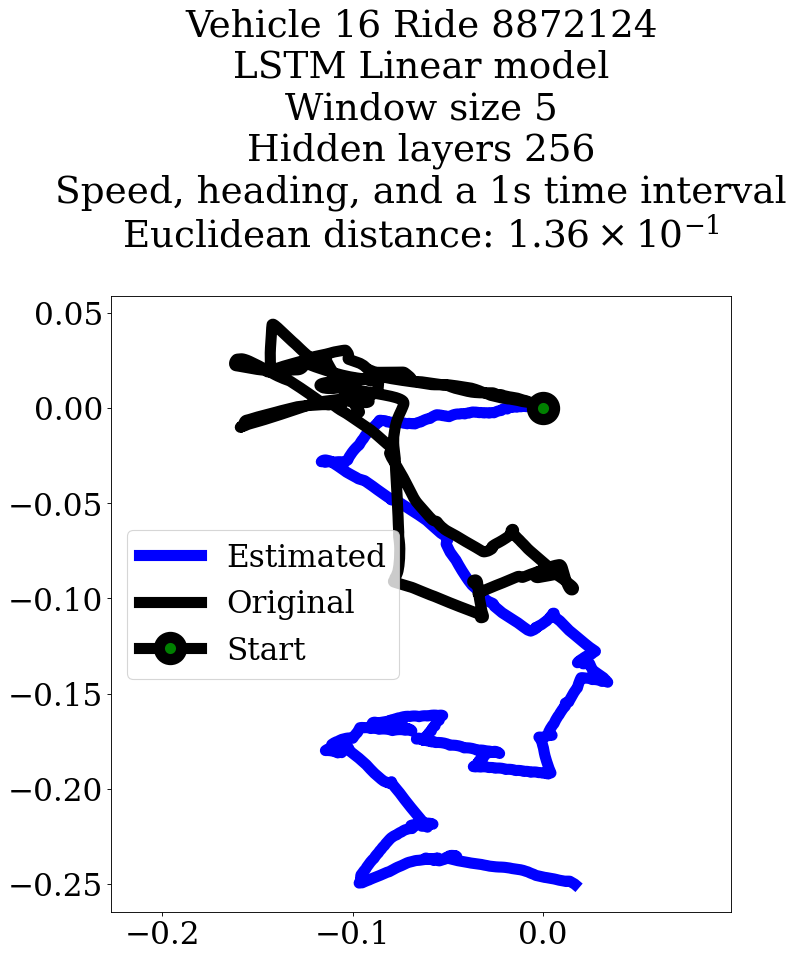 Vehicle 16 Ride 8872124
LSTM Linear model
Window size 5
Hidden layers 256
Speed, heading, and a 1s time interval
Euclidean distance: 1.36 × 10⁻¹
0.05
0.00
−0.05
−0.10
−0.15
−0.20
−0.25
Estimated
Original
Start
−0.2
−0.1
0.0